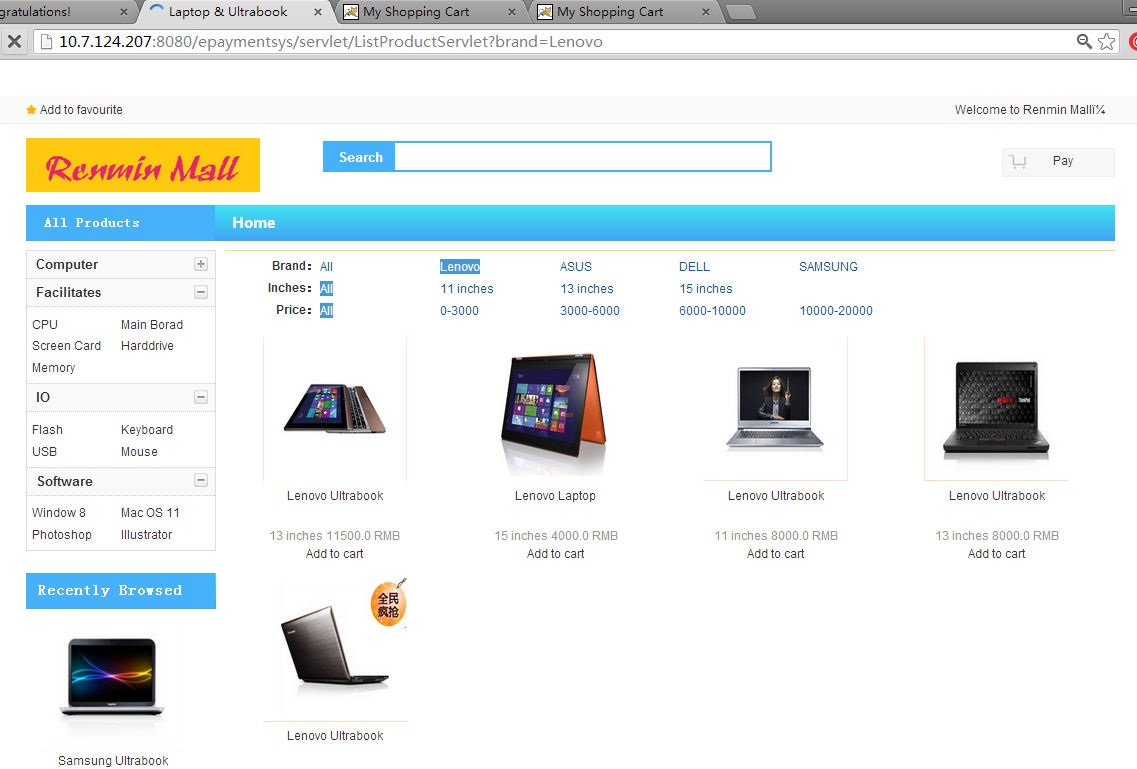 gratulations!
Laptop & Ultrabook
My Shopping Cart
My Shopping Cart
10.7.124.207:8080/epaymentsys/servlet/ListProductServlet?brand=Lenovo
Add to favourite
Welcome to Renmin Mallï¼
Renmin Mall
Search
Pay
All Products
Home
Computer
Facilitates
CPU Main Borad
Screen Card Harddrive
Memory
IO
Flash Keyboard
USB Mouse
Software
Window 8 Mac OS 11
Photoshop Illustrator
Brand: All Lenovo ASUS DELL SAMSUNG
Inches: All 11 inches 13 inches 15 inches
Price: All 0-3000 3000-6000 6000-10000 10000-20000
Lenovo Ultrabook
13 inches 11500.0 RMB
Add to cart
Lenovo Laptop
15 inches 4000.0 RMB
Add to cart
Lenovo Ultrabook
11 inches 8000.0 RMB
Add to cart
Lenovo Ultrabook
13 inches 8000.0 RMB
Add to cart
全民
疯抢
Lenovo Ultrabook
Recently Browsed
Samsung Ultrabook